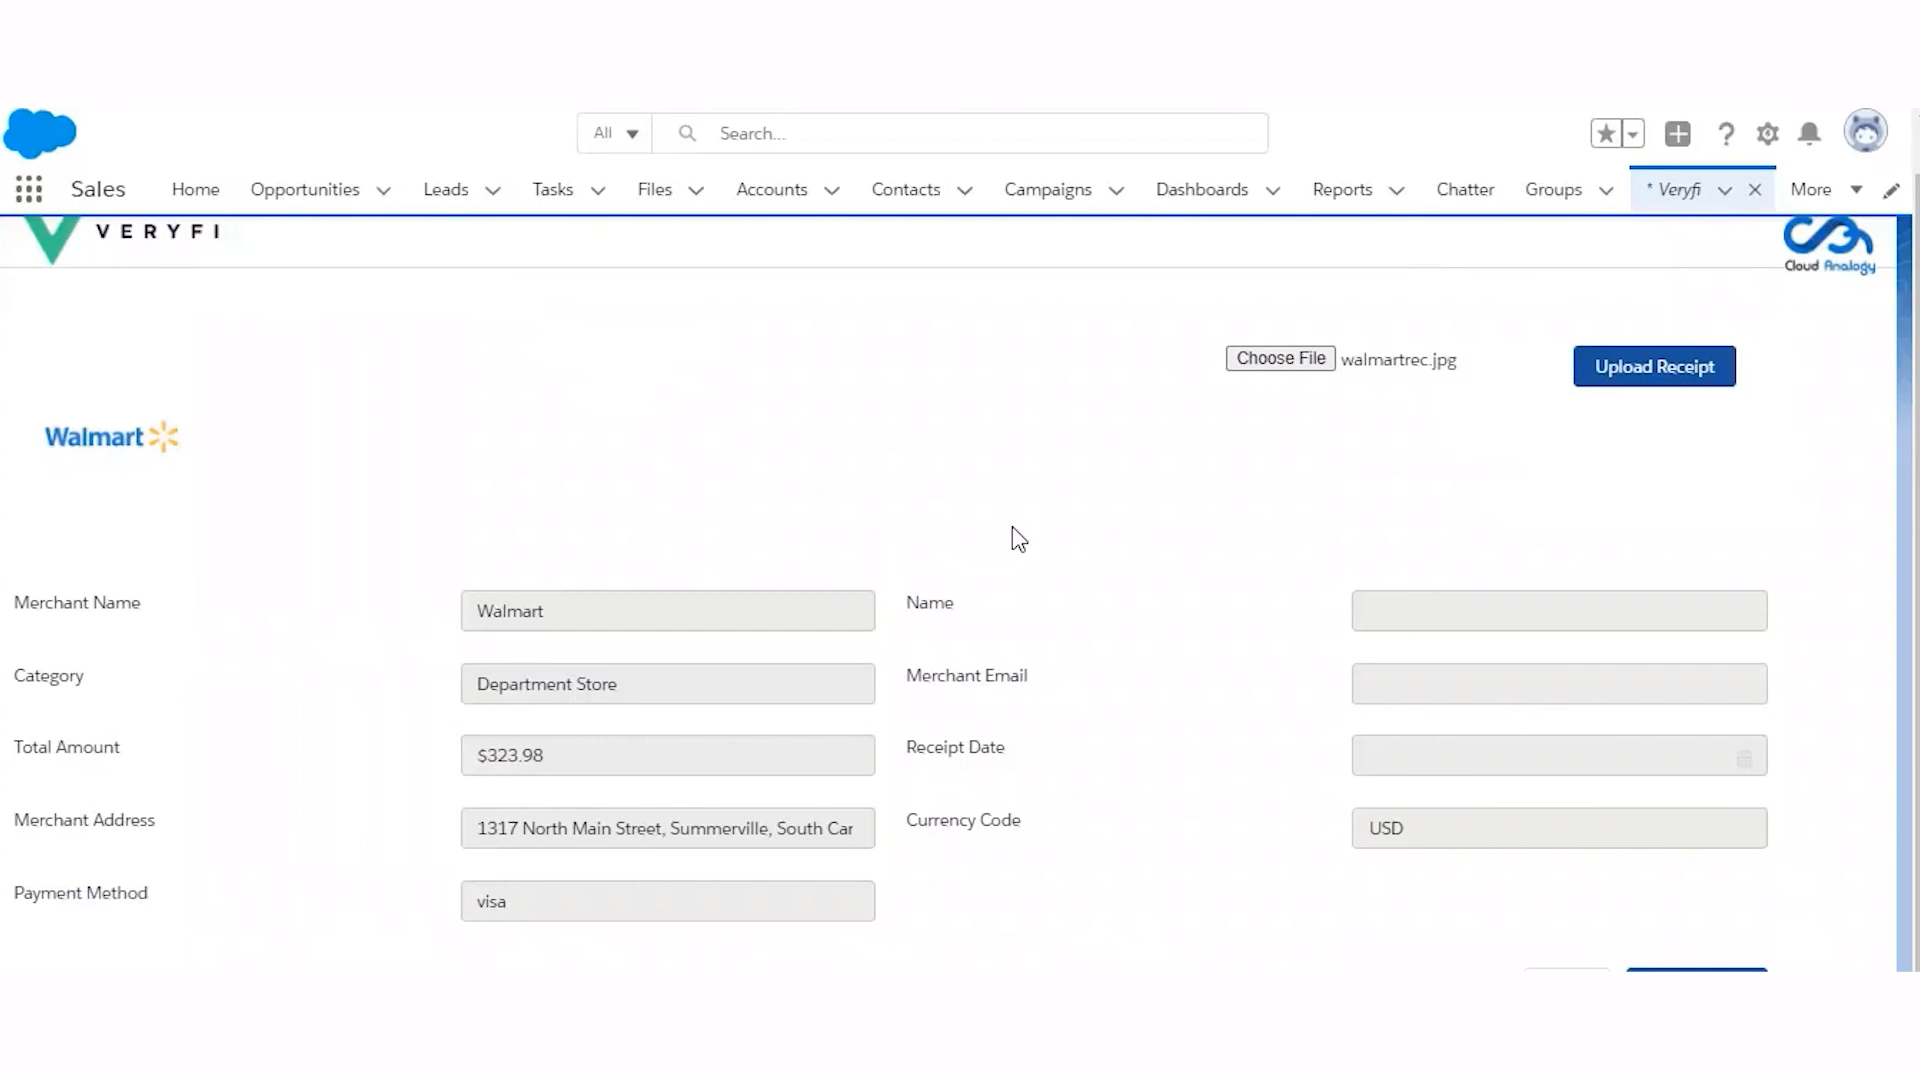 All Search...
Sales Home Opportunities Leads Tasks Files Accounts Contacts Campaigns Dashboards Reports Chatter Groups * Veryfi More
VERYFI
Cloud Analogy
Choose File walmartrec.jpg Upload Receipt
Walmart
Merchant Name Walmart Name
Category Department Store Merchant Email
Total Amount $323.98 Receipt Date
Merchant Address 1317 North Main Street, Summerville, South Car Currency Code USD
Payment Method visa